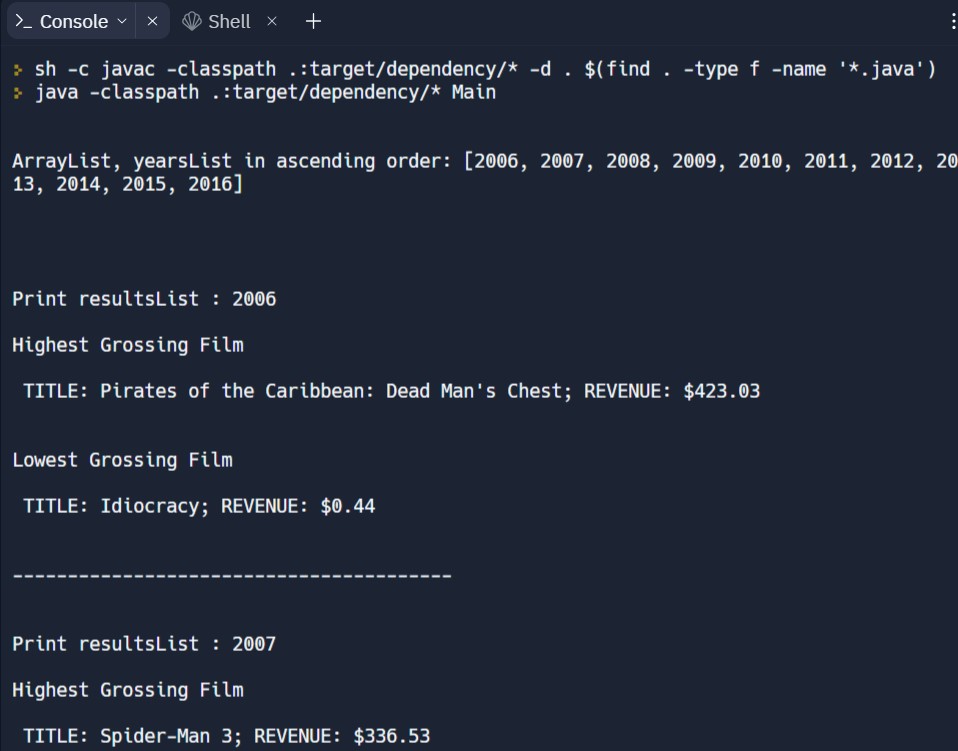 >_ Console Shell +
sh -c javac -classpath .:target/dependency/* -d . $(find . -type f -name '*.java')
java -classpath .:target/dependency/* Main
ArrayList, yearsList in ascending order: [2006, 2007, 2008, 2009, 2010, 2011, 2012, 20
13, 2014, 2015, 2016]
Print resultsList : 2006
Highest Grossing Film
TITLE: Pirates of the Caribbean: Dead Man's Chest; REVENUE: $423.03
Lowest Grossing Film
TITLE: Idiocracy; REVENUE: $0.44
----------------------------------------
Print resultsList : 2007
Highest Grossing Film
TITLE: Spider-Man 3; REVENUE: $336.53